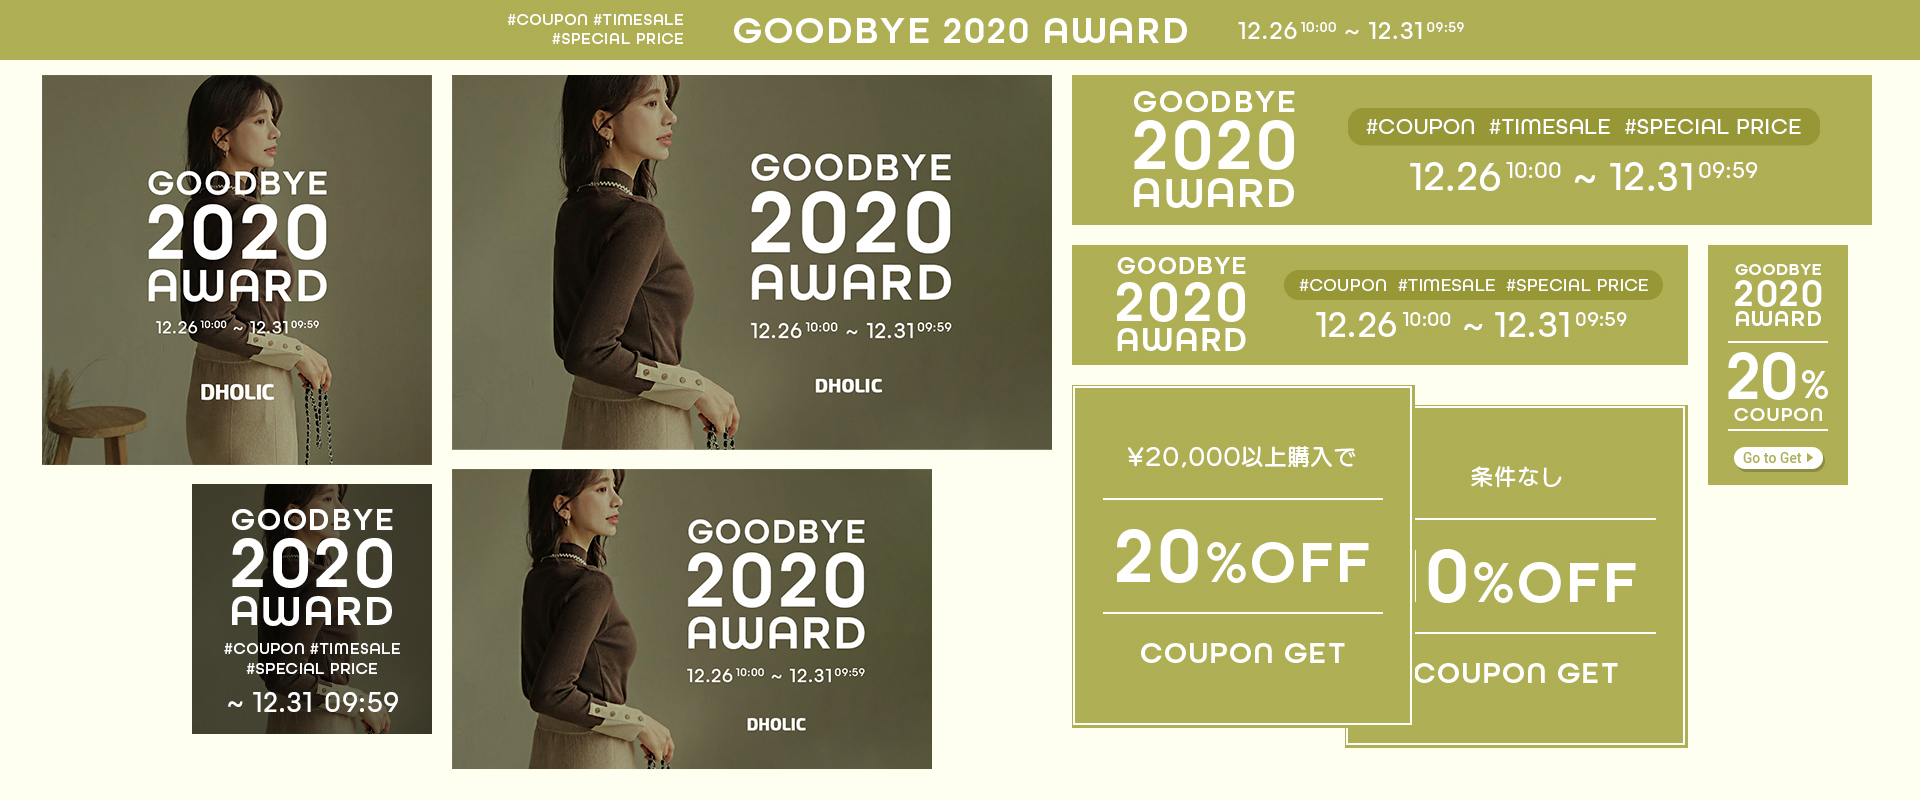 #COUPON #TIMESALE
#SPECIAL PRICE
GOODBYE 2020 AWARD
12.26 10:00 ~ 12.31 09:59
GOODBYE
2020
AWARD
12.26 10:00 ~ 12.31 09:59
DHOLIC
GOODBYE
2020
AWARD
12.26 10:00 ~ 12.31 09:59
DHOLIC
GOODBYE
2020
AWARD
#COUPON #TIMESALE #SPECIAL PRICE
12.26 10:00 ~ 12.31 09:59
GOODBYE
2020
AWARD
#COUPON #TIMESALE #SPECIAL PRICE
12.26 10:00 ~ 12.31 09:59
GOODBYE
2020
AWARD
20%
COUPON
Go to Get
GOODBYE
2020
AWARD
#COUPON #TIMESALE
#SPECIAL PRICE
~ 12.31 09:59
GOODBYE
2020
AWARD
12.26 10:00 ~ 12.31 09:59
DHOLIC
¥20,000以上購入で
20%OFF
COUPON GET
条件なし
10%OFF
COUPON GET